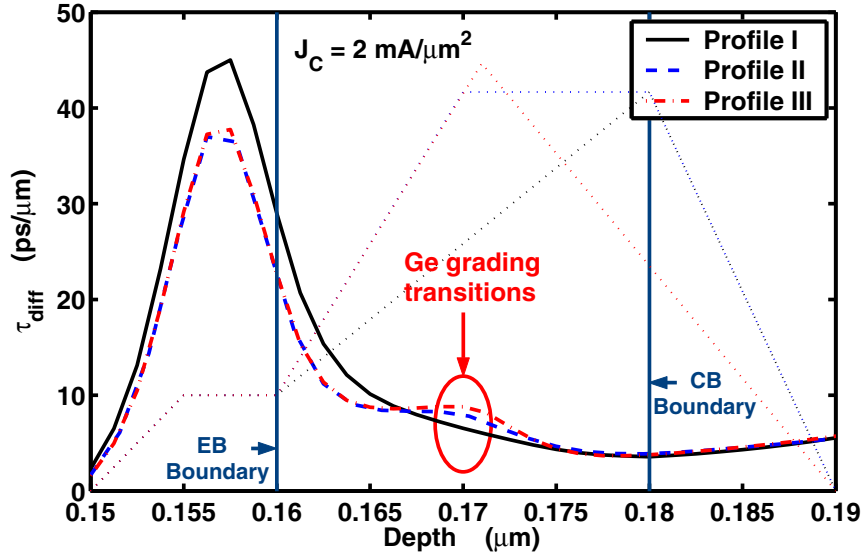 50
40
30
20
10
0
τdiff (ps/μm)
J_C = 2 mA/μm²
Profile I
Profile II
Profile III
Ge grading
transitions
EB
Boundary
CB
Boundary
0.15 0.155 0.16 0.165 0.17 0.175 0.18 0.185 0.19
Depth (μm)